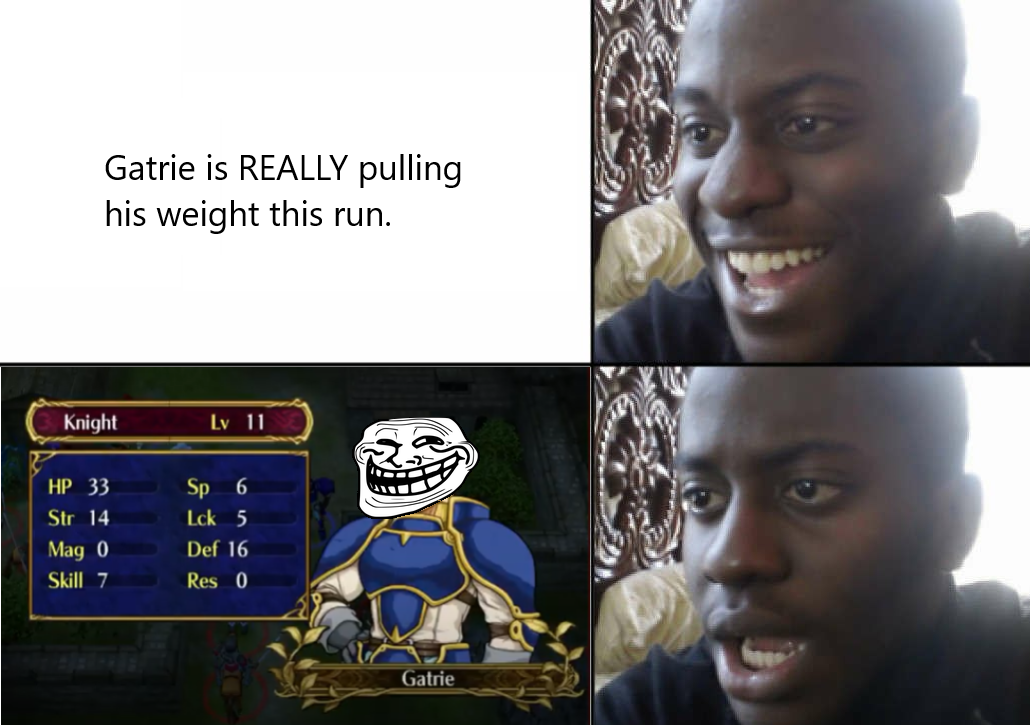 Gatrie is REALLY pulling
his weight this run.
Knight Lv 11
HP 33 Sp 6
Str 14 Lck 5
Mag 0 Def 16
Skill 7 Res 0
Gatrie